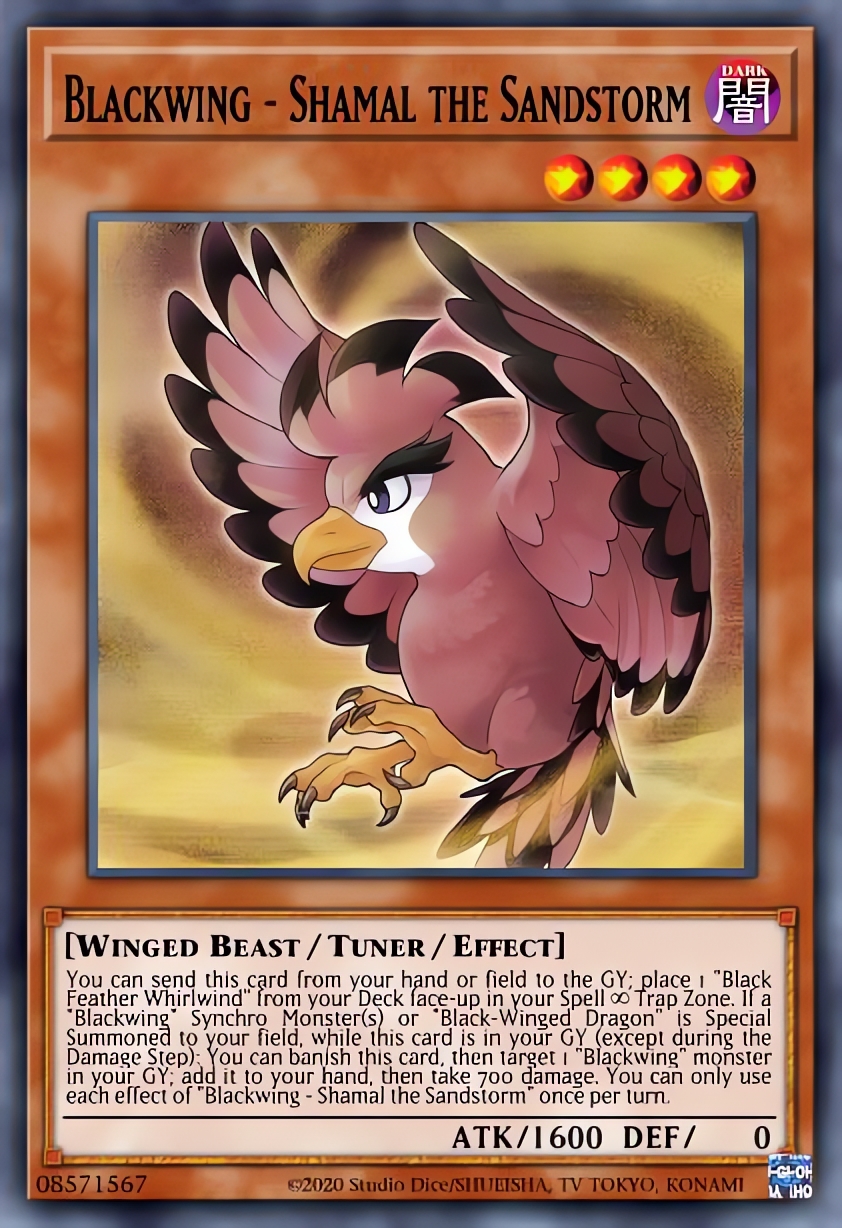 Blackwing - Shamal the Sandstorm
DARK
闇
[Winged Beast / Tuner / Effect]
You can send this card from your hand or field to the GY; place 1 "Black
Feather Whirlwind" from your Deck face-up in your Spell ∞ Trap Zone. If a
"Blackwing" Synchro Monster(s) or "Black-Winged Dragon" is Special
Summoned to your field, while this card is in your GY (except during the
Damage Step): You can banish this card, then target 1 "Blackwing" monster
in your GY; add it to your hand, then take 700 damage. You can only use
each effect of "Blackwing - Shamal the Sandstorm" once per turn.
ATK/1600 DEF/ 0
08571567
©2020 Studio Dice/SHUEISHA, TV TOKYO, KONAMI